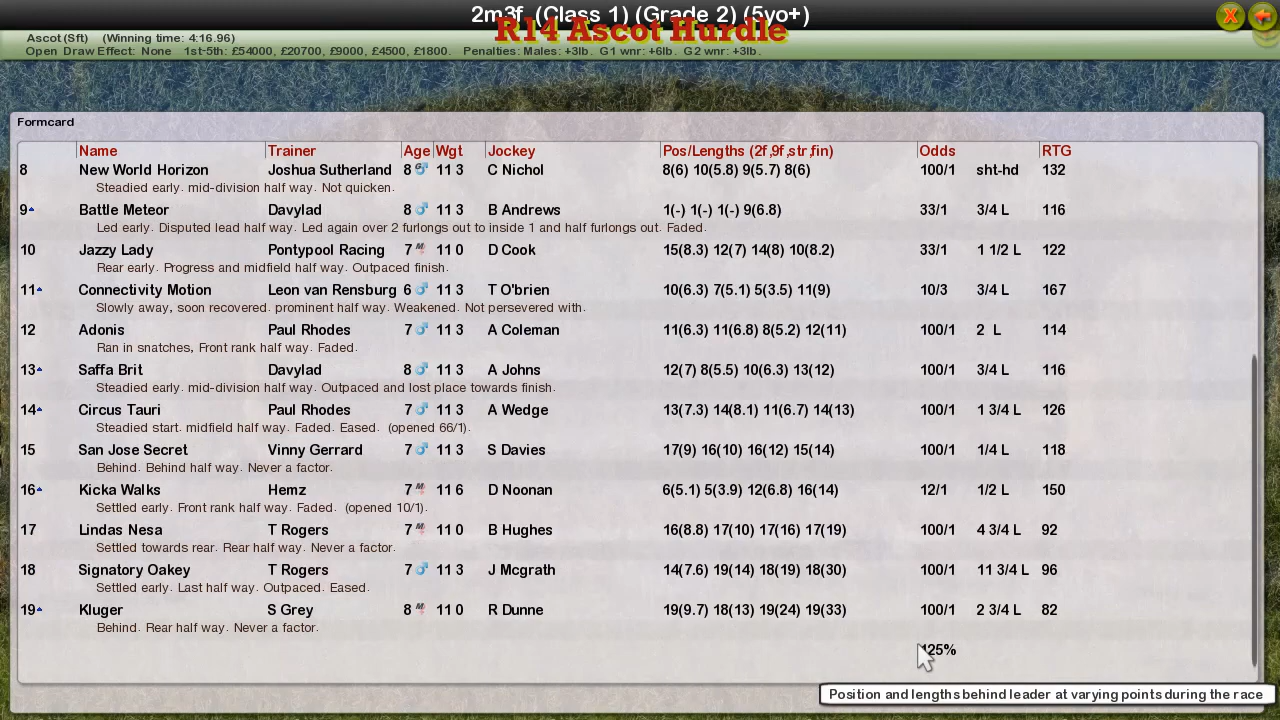 2m3f, (Class 1) (Grade 2) (5yo+)
R14 Ascot Hurdle
Ascot(Sft) (Winning time: 4:16.96)
Open Draw Effect: None 1st-5th: £54000, £20700, £9000, £4500, £1800. Penalties: Males: +3lb. G1 wnr: +6lb. G2 wnr: +3lb.
Formcard
Name Trainer Age Wgt Jockey Pos/Lengths (2f,9f,str,fin) Odds RTG
8 New World Horizon Joshua Sutherland 8 11 3 C Nichol 8(6) 10(5.8) 9(5.7) 8(6) 100/1 sht-hd 132
Steadied early. mid-division half way. Not quicken.
9 Battle Meteor Davylad 8 11 3 B Andrews 1(-) 1(-) 1(-) 9(6.8) 33/1 3/4 L 116
Led early. Disputed lead half way. Led again over 2 furlongs out to inside 1 and half furlongs out. Faded.
10 Jazzy Lady Pontypool Racing 7 11 0 D Cook 15(8.3) 12(7) 14(8) 10(8.2) 33/1 1 1/2 L 122
Rear early. Progress and midfield half way. Outpaced finish.
11 Connectivity Motion Leon van Rensburg 6 11 3 T O'brien 10(6.3) 7(5.1) 5(3.5) 11(9) 10/3 3/4 L 167
Slowly away, soon recovered. prominent half way. Weakened. Not persevered with.
12 Adonis Paul Rhodes 7 11 3 A Coleman 11(6.3) 11(6.8) 8(5.2) 12(11) 100/1 2 L 114
Ran in snatches, Front rank half way. Faded.
13 Saffa Brit Davylad 8 11 3 A Johns 12(7) 8(5.5) 10(6.3) 13(12) 100/1 3/4 L 116
Steadied early. mid-division half way. Outpaced and lost place towards finish.
14 Circus Tauri Paul Rhodes 7 11 3 A Wedge 13(7.3) 14(8.1) 11(6.7) 14(13) 100/1 1 3/4 L 126
Steadied start. midfield half way. Faded. Eased. (opened 66/1).
15 San Jose Secret Vinny Gerrard 7 11 3 S Davies 17(9) 16(10) 16(12) 15(14) 100/1 1/4 L 118
Behind. Behind half way. Never a factor.
16 Kicka Walks Hemz 7 11 6 D Noonan 6(5.1) 5(3.9) 12(6.8) 16(14) 12/1 1/2 L 150
Settled early. Front rank half way. Faded. (opened 10/1).
17 Lindas Nesa T Rogers 7 11 0 B Hughes 16(8.8) 17(10) 17(16) 17(19) 100/1 4 3/4 L 92
Settled towards rear. Rear half way. Never a factor.
18 Signatory Oakey T Rogers 7 11 3 J Mcgrath 14(7.6) 19(14) 18(19) 18(30) 100/1 11 3/4 L 96
Settled early. Last half way. Outpaced. Eased.
19 Kluger S Grey 8 11 0 R Dunne 19(9.7) 18(13) 19(24) 19(33) 100/1 2 3/4 L 82
Behind. Rear half way. Never a factor.
125%
Position and lengths behind leader at varying points during the race